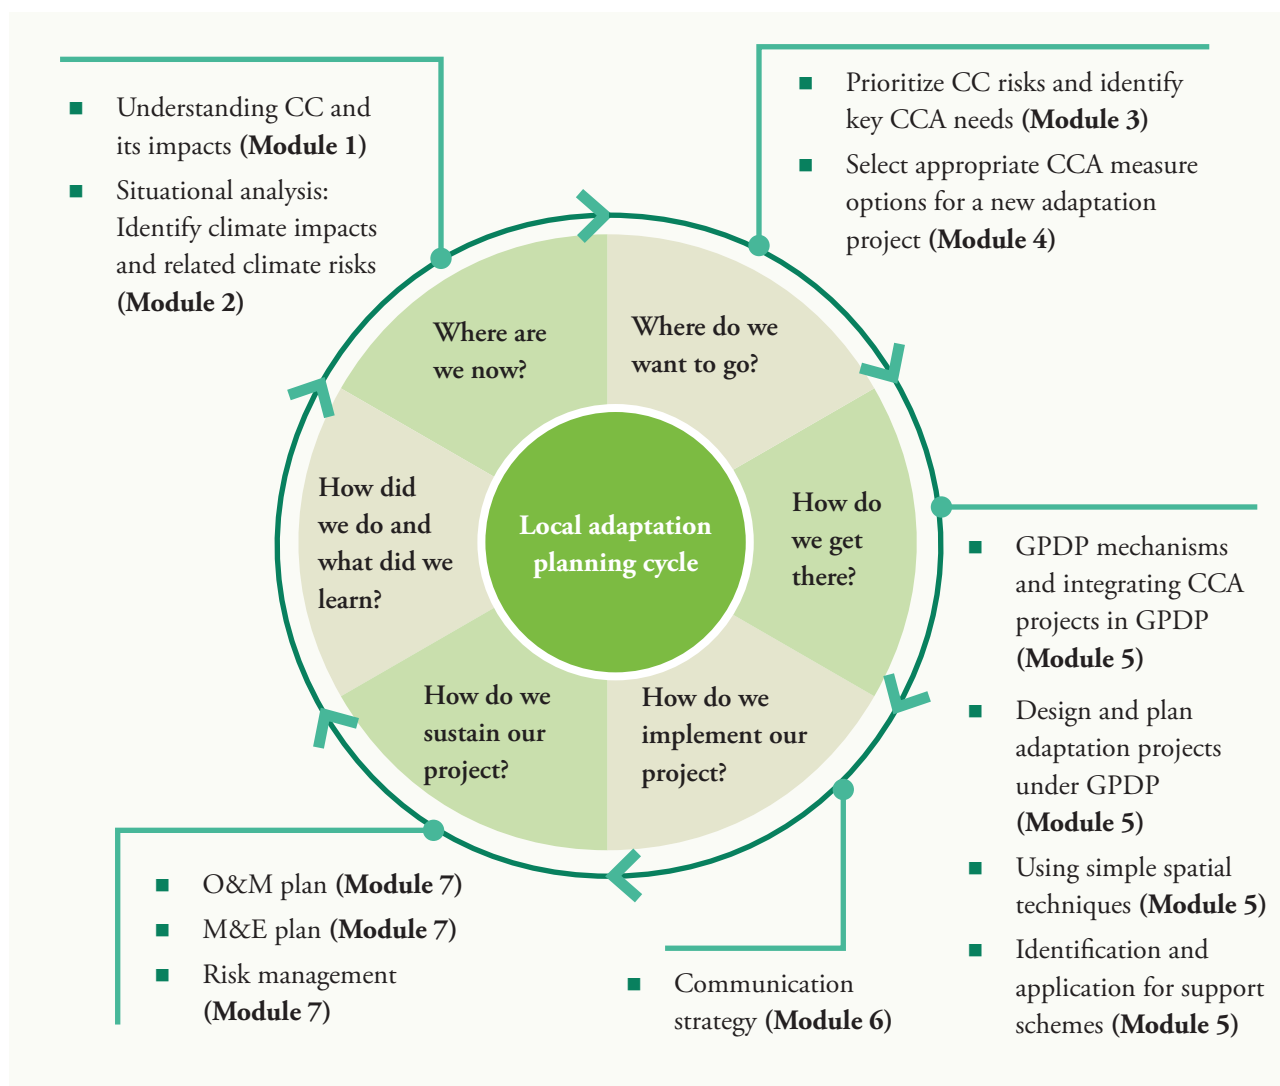 Understanding CC and
its impacts (Module 1)
Situational analysis:
Identify climate impacts
and related climate risks
(Module 2)
Prioritize CC risks and identify
key CCA needs (Module 3)
Select appropriate CCA measure
options for a new adaptation
project (Module 4)
Where are
we now?
Where do we
want to go?
How did
we do and
what did we
learn?
Local adaptation
planning cycle
How do
we get
there?
How do we
sustain our
project?
How do we
implement our
project?
GPDP mechanisms
and integrating CCA
projects in GPDP
(Module 5)
Design and plan
adaptation projects
under GPDP
(Module 5)
Using simple spatial
techniques (Module 5)
Identification and
application for support
schemes (Module 5)
O&M plan (Module 7)
M&E plan (Module 7)
Risk management
(Module 7)
Communication
strategy (Module 6)